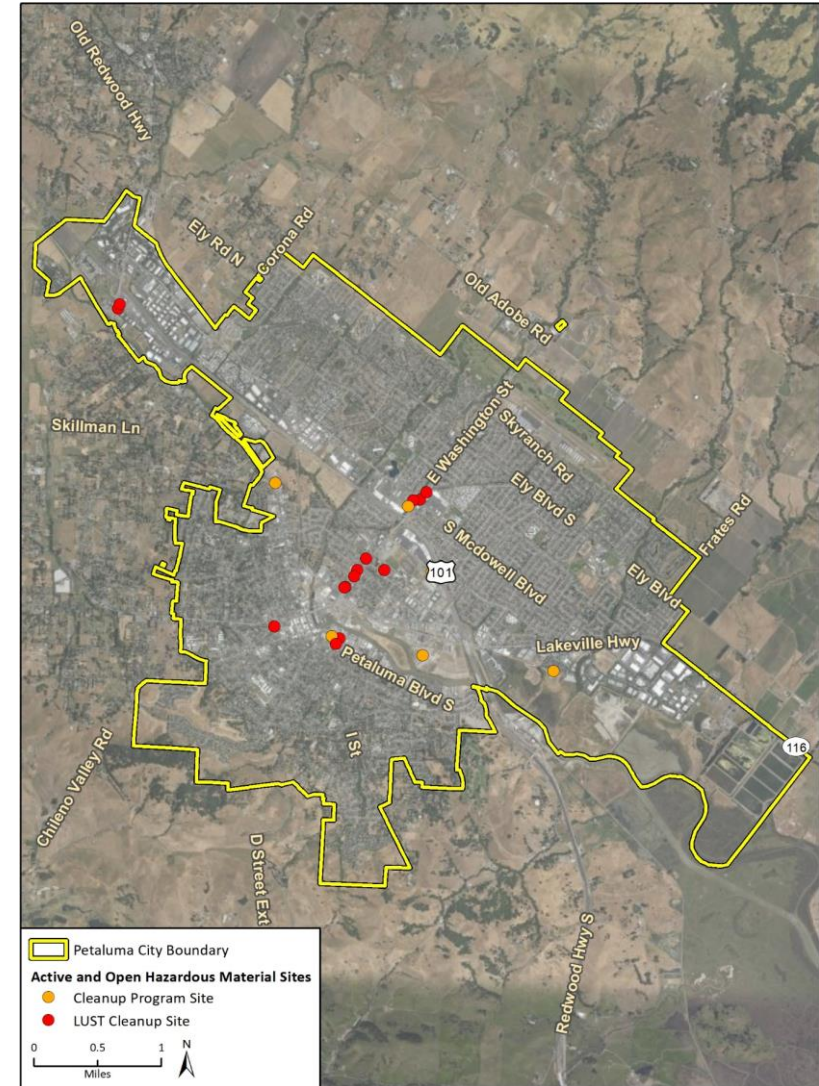 Old Redwood Hwy
Ely Rd N
Corona Rd
Old Adobe Rd
Skillman Ln
E Washington St
Skyranch Rd
Ely Blvd S
Frates Rd
S Mcdowell Blvd
101
Ely Blvd
Lakeville Hwy
Petaluma Blvd S
I St
116
Chileno Valley Rd
D Street Ext
Redwood Hwy S
Petaluma City Boundary
Active and Open Hazardous Material Sites
Cleanup Program Site
LUST Cleanup Site
0 0.5 1
Miles
N